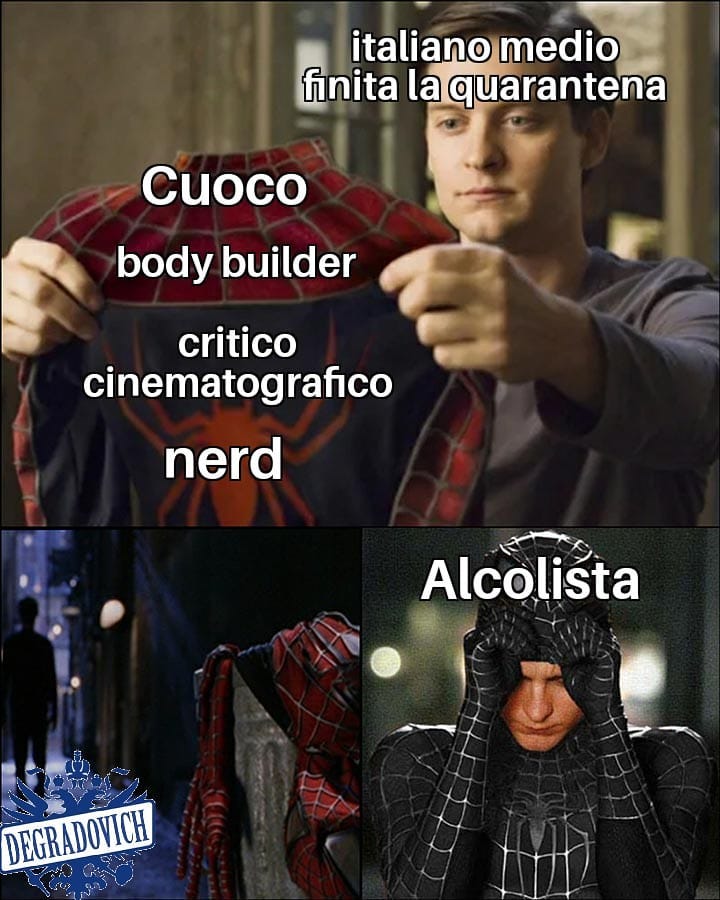 italiano medio
finita la quarantena
Cuoco
body builder
critico
cinematografico
nerd
Alcolista
DEGRADOVICH